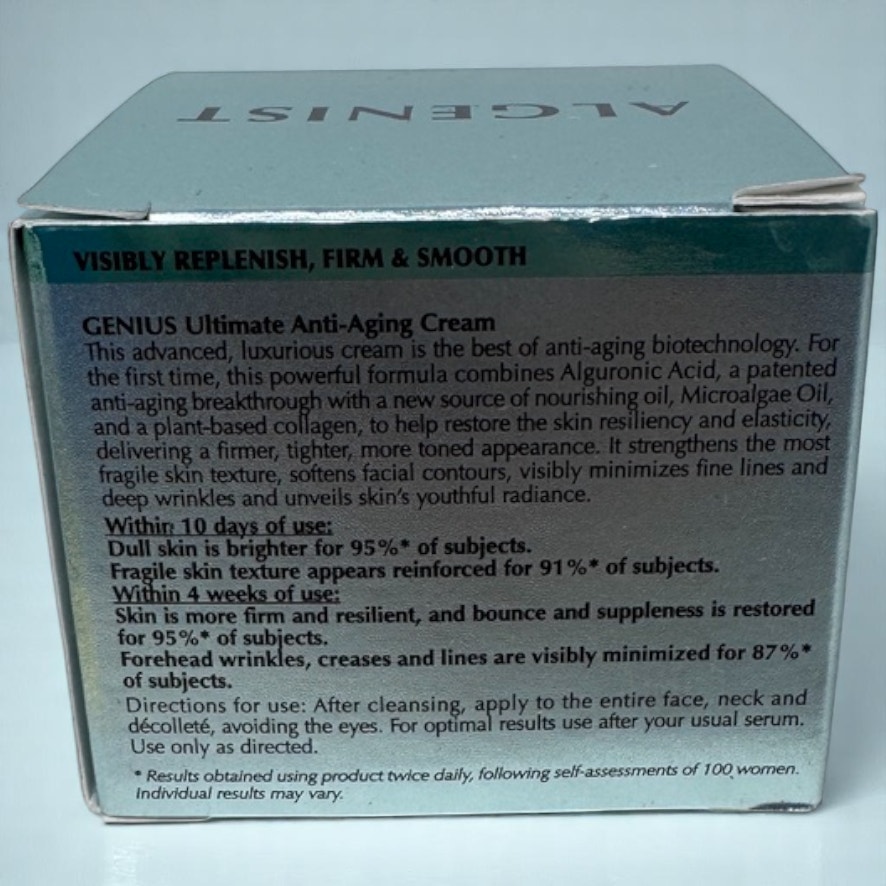 ALGENIST
VISIBLY REPLENISH, FIRM & SMOOTH
GENIUS Ultimate Anti-Aging Cream
This advanced, luxurious cream is the best of anti-aging biotechnology. For
the first time, this powerful formula combines Alguronic Acid, a patented
anti-aging breakthrough with a new source of nourishing oil, Microalgae Oil,
and a plant-based collagen, to help restore the skin resiliency and elasticity,
delivering a firmer, tighter, more toned appearance. It strengthens the most
fragile skin texture, softens facial contours, visibly minimizes fine lines and
deep wrinkles and unveils skin's youthful radiance.
Within 10 days of use:
Dull skin is brighter for 95%* of subjects.
Fragile skin texture appears reinforced for 91%* of subjects.
Within 4 weeks of use:
Skin is more firm and resilient, and bounce and suppleness is restored
for 95%* of subjects.
Forehead wrinkles, creases and lines are visibly minimized for 87%*
of subjects.
Directions for use: After cleansing, apply to the entire face, neck and
décolleté, avoiding the eyes. For optimal results use after your usual serum.
Use only as directed.
* Results obtained using product twice daily, following self-assessments of 100 women.
Individual results may vary.